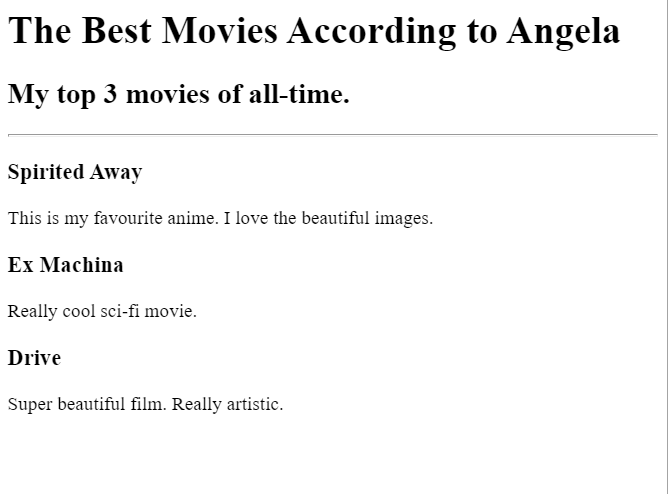 The Best Movies According to Angela
My top 3 movies of all-time.
Spirited Away
This is my favourite anime. I love the beautiful images.
Ex Machina
Really cool sci-fi movie.
Drive
Super beautiful film. Really artistic.